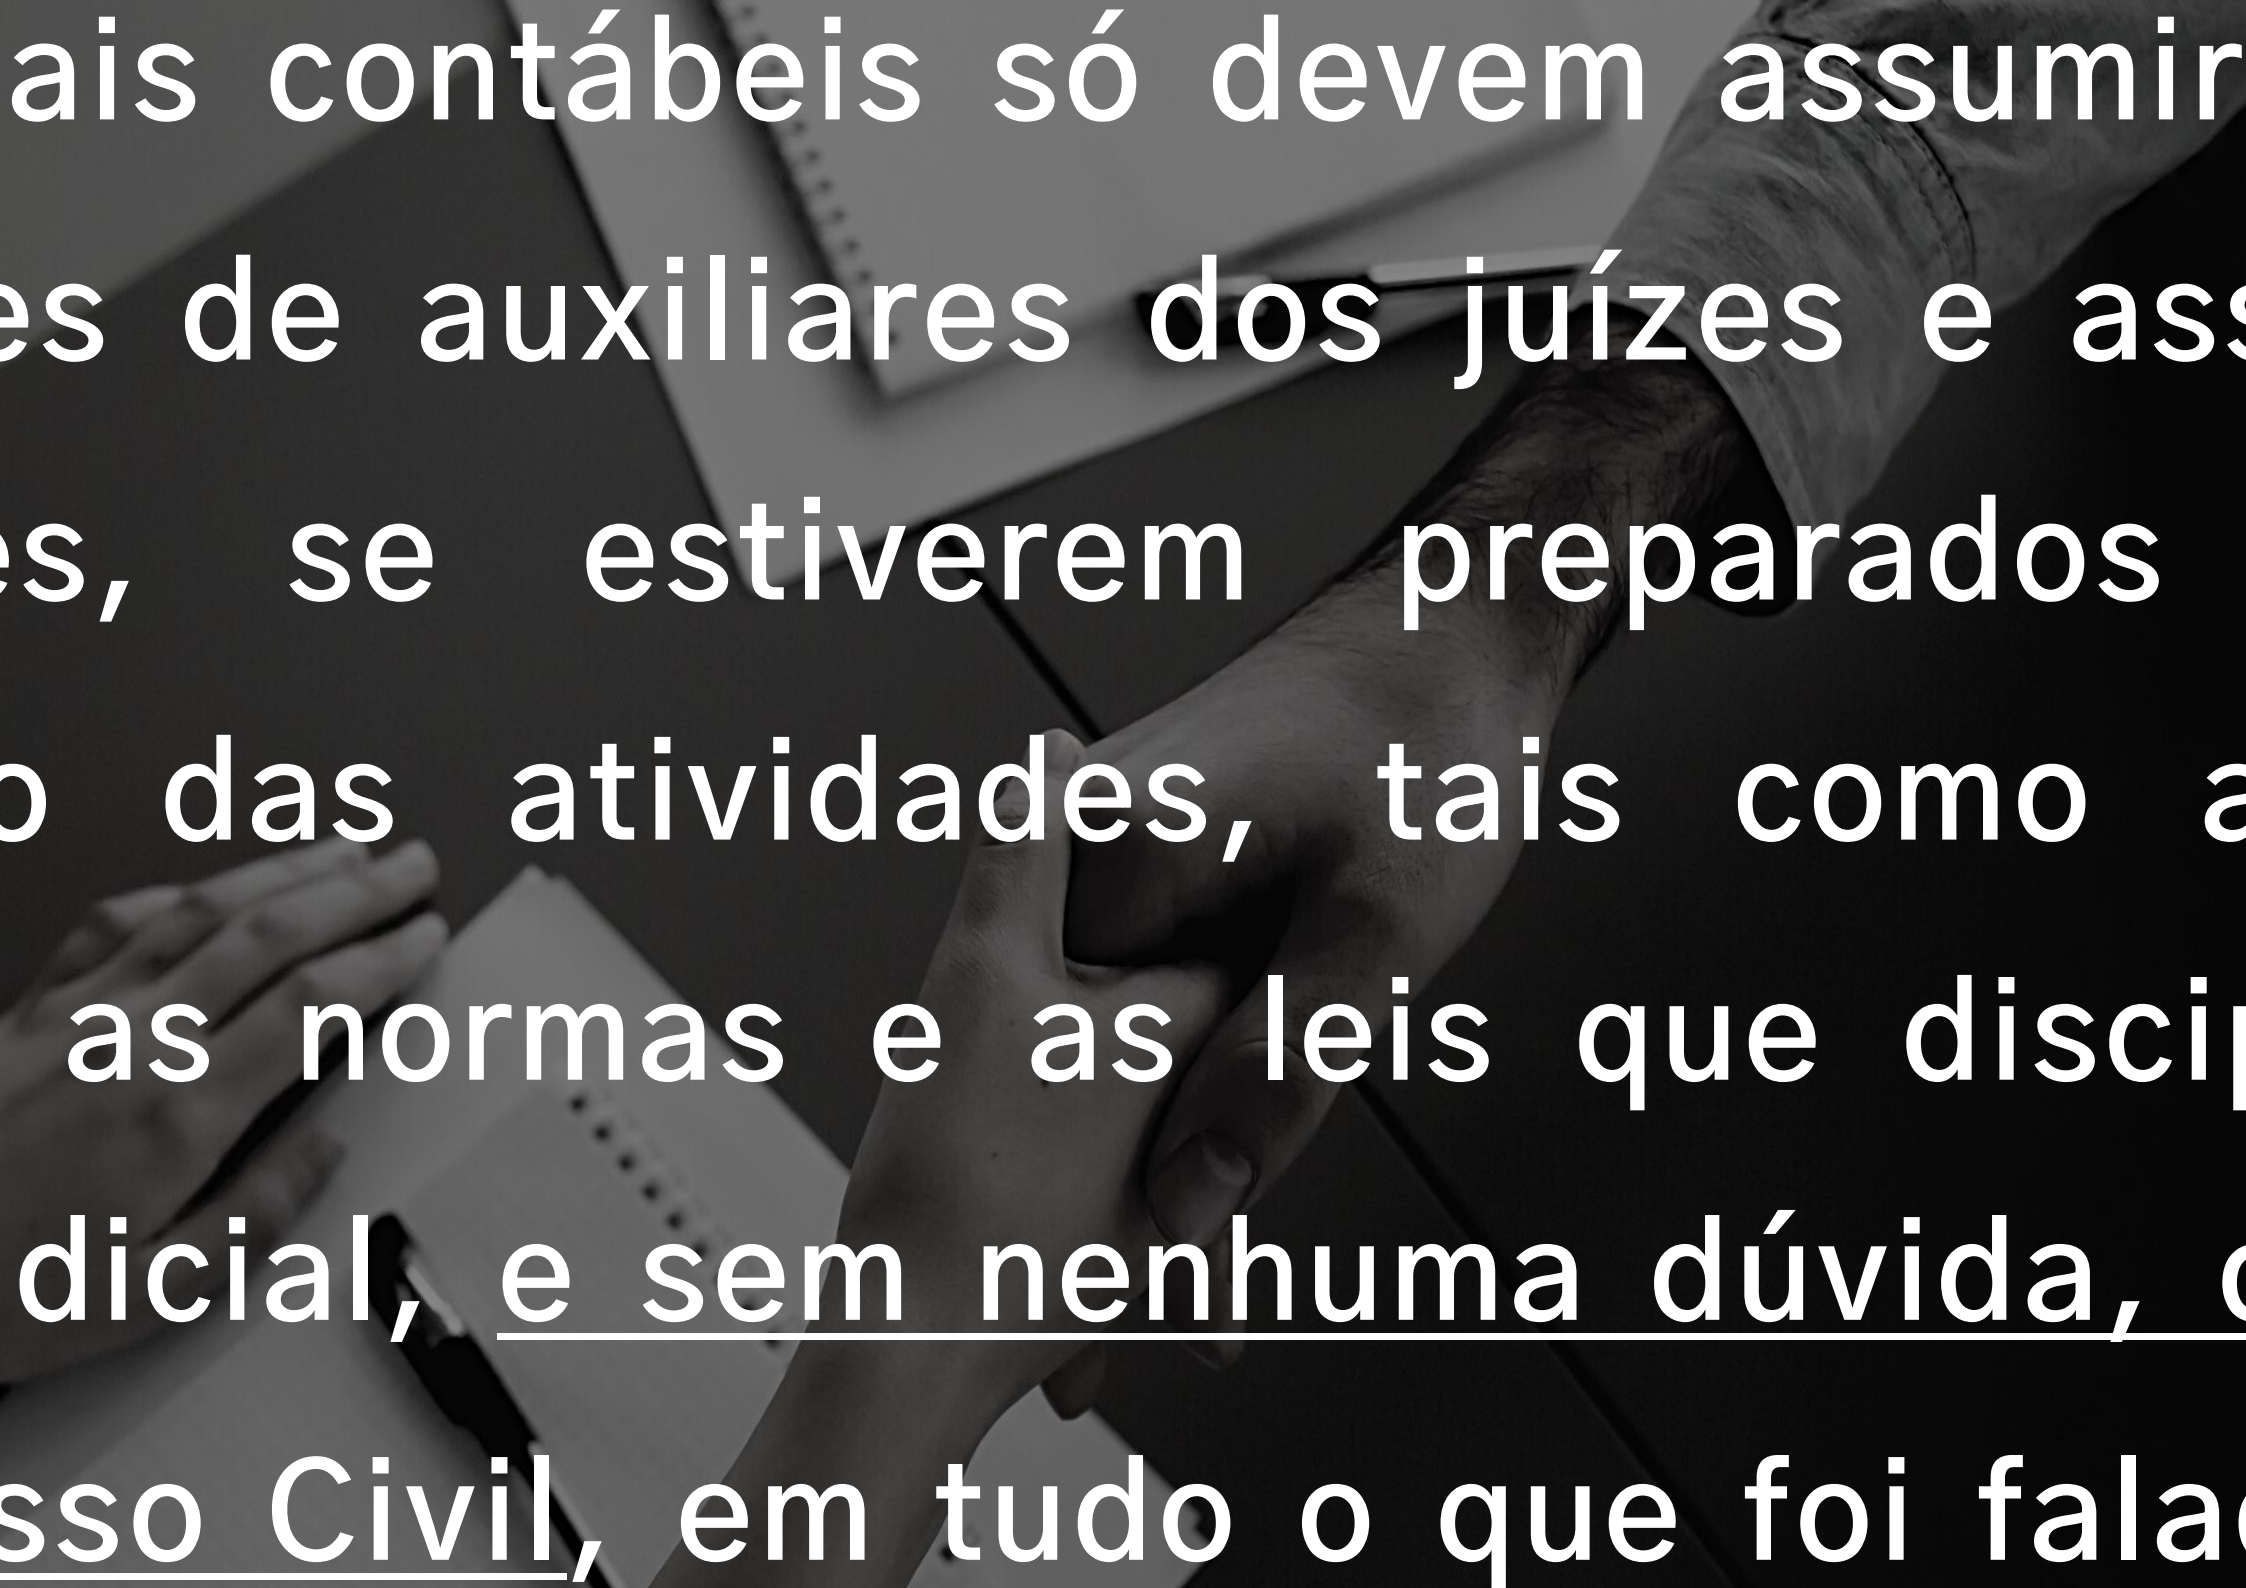 ais contábeis só devem assumir
es de auxiliares dos juízes e ass
es, se estiverem preparados
o das atividades, tais como a
as normas e as leis que discip
dicial, e sem nenhuma dúvida, c
sso Civil, em tudo o que foi falad